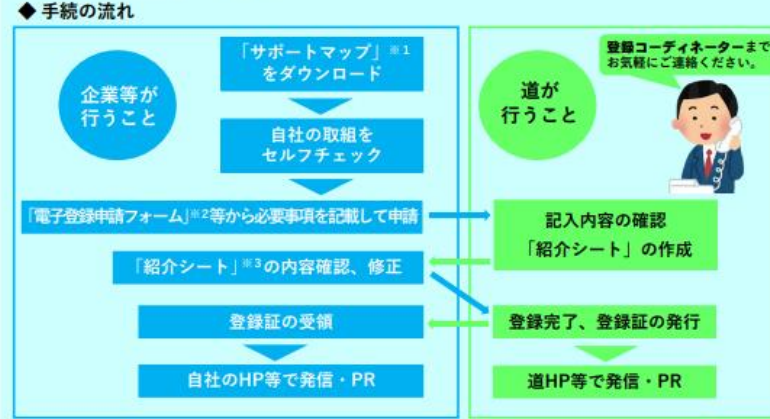 ◆ 手続の流れ
企業等が
行うこと
「サポートマップ」※1
をダウンロード
自社の取組を
セルフチェック
「電子登録申請フォーム」※2等から必要事項を記載して申請
「紹介シート」※3の内容確認、修正
登録証の受領
自社のHP等で発信・PR
道が
行うこと
登録コーディネーターまで
お気軽にご連絡ください。
記入内容の確認
「紹介シート」の作成
登録完了、登録証の発行
道HP等で発信・PR